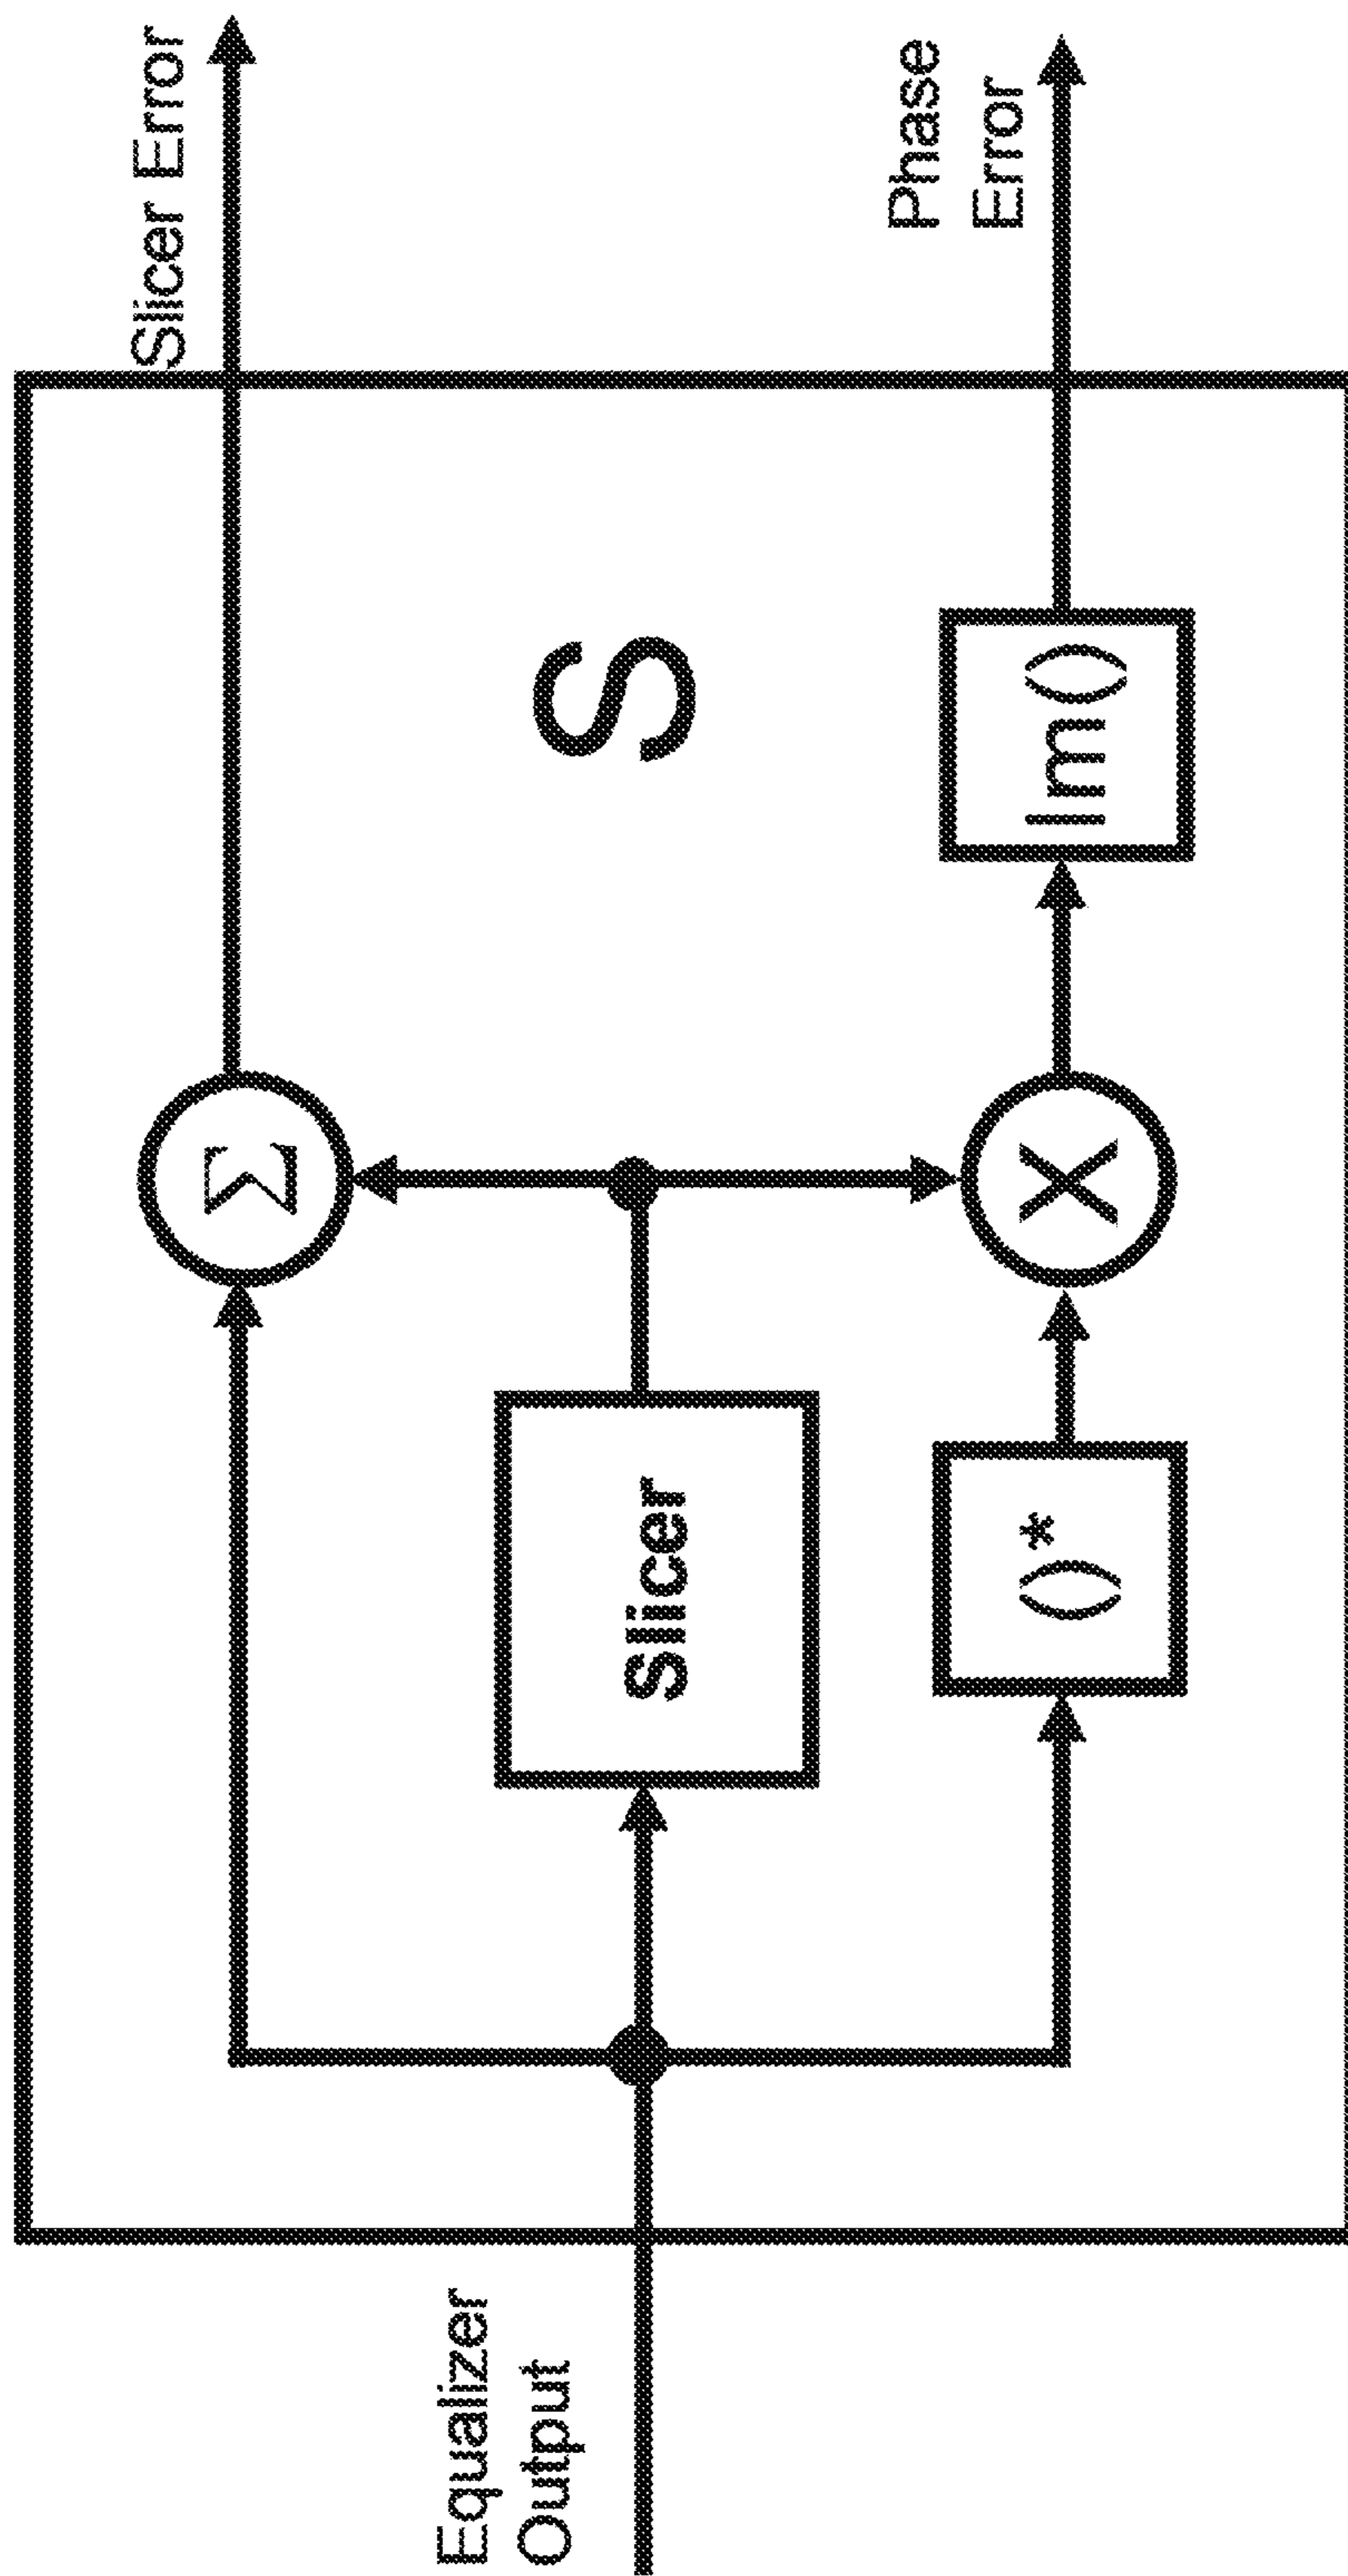 Equalizer
Output
Slicer Error
Σ
Slicer
S
()*
X
Im()
Phase
Error